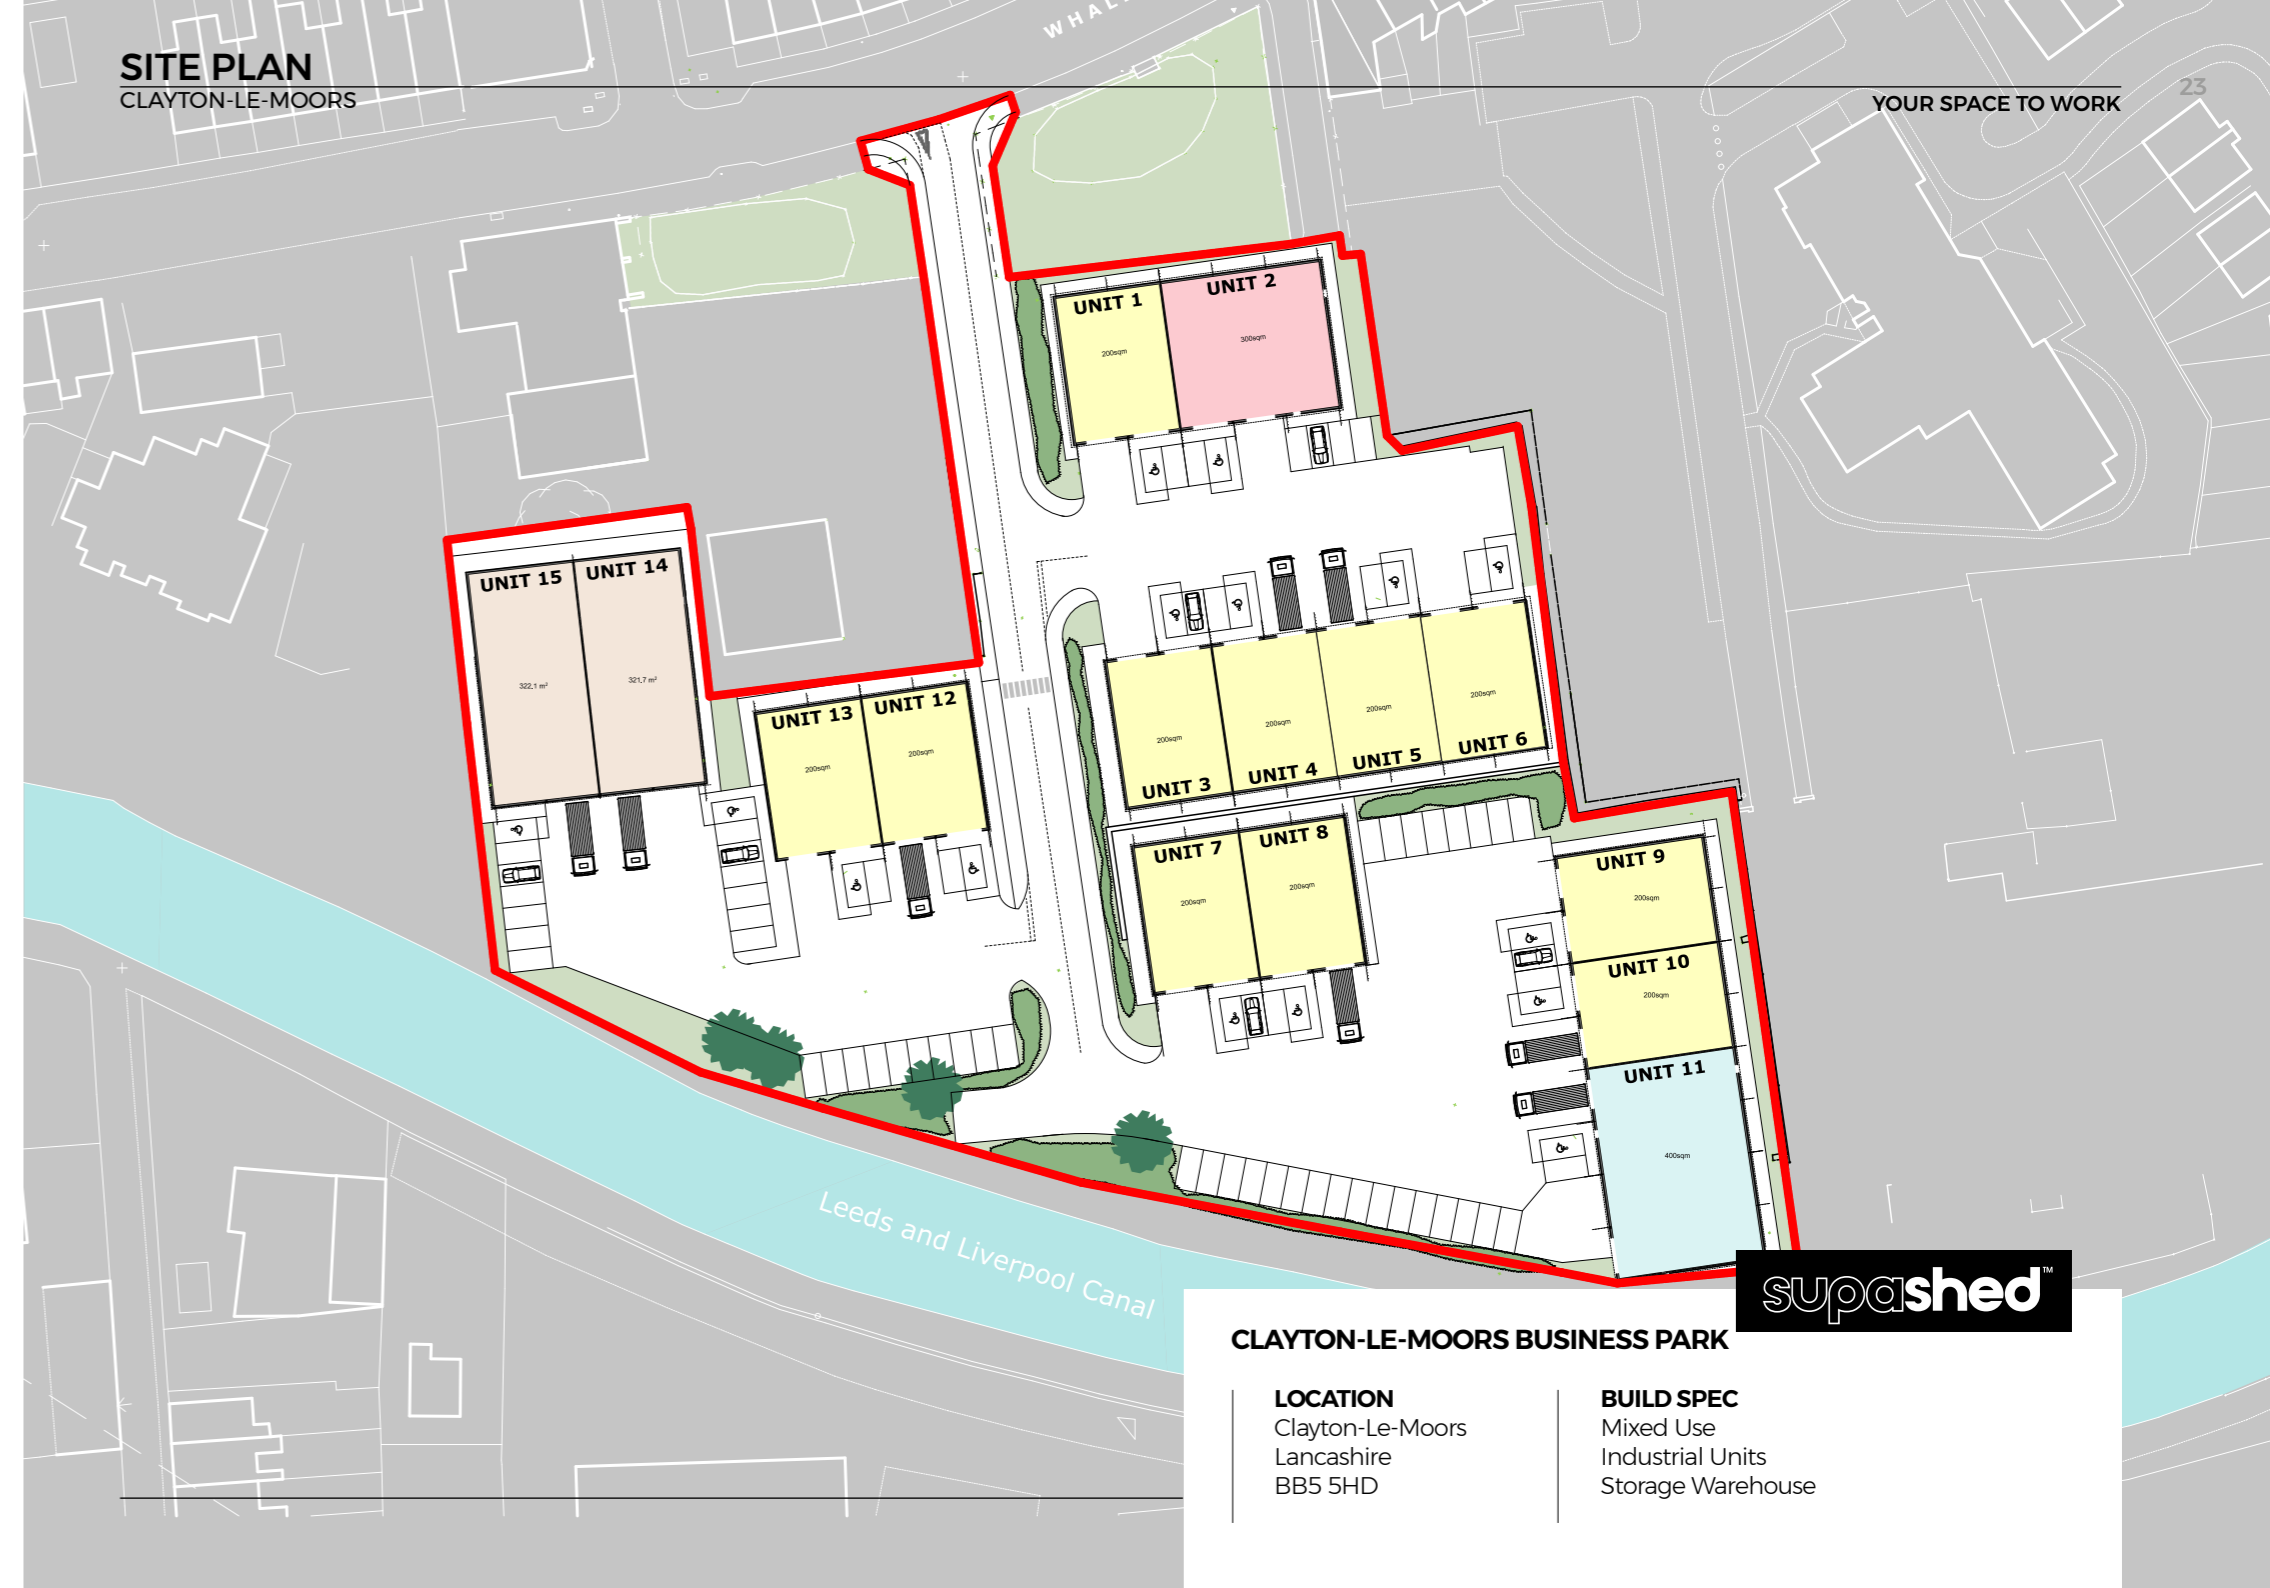 SITE PLAN
CLAYTON-LE-MOORS
YOUR SPACE TO WORK
23
UNIT 1
200sqm
UNIT 2
300sqm
UNIT 15
322,1 m²
UNIT 14
321,7 m²
UNIT 13
200sqm
UNIT 12
200sqm
200sqm
UNIT 3
200sqm
UNIT 4
200sqm
UNIT 5
200sqm
UNIT 6
UNIT 7
200sqm
UNIT 8
200sqm
UNIT 9
200sqm
UNIT 10
200sqm
UNIT 11
400sqm
Leeds and Liverpool Canal
supashed™
CLAYTON-LE-MOORS BUSINESS PARK
LOCATION
Clayton-Le-Moors
Lancashire
BB5 5HD
BUILD SPEC
Mixed Use
Industrial Units
Storage Warehouse